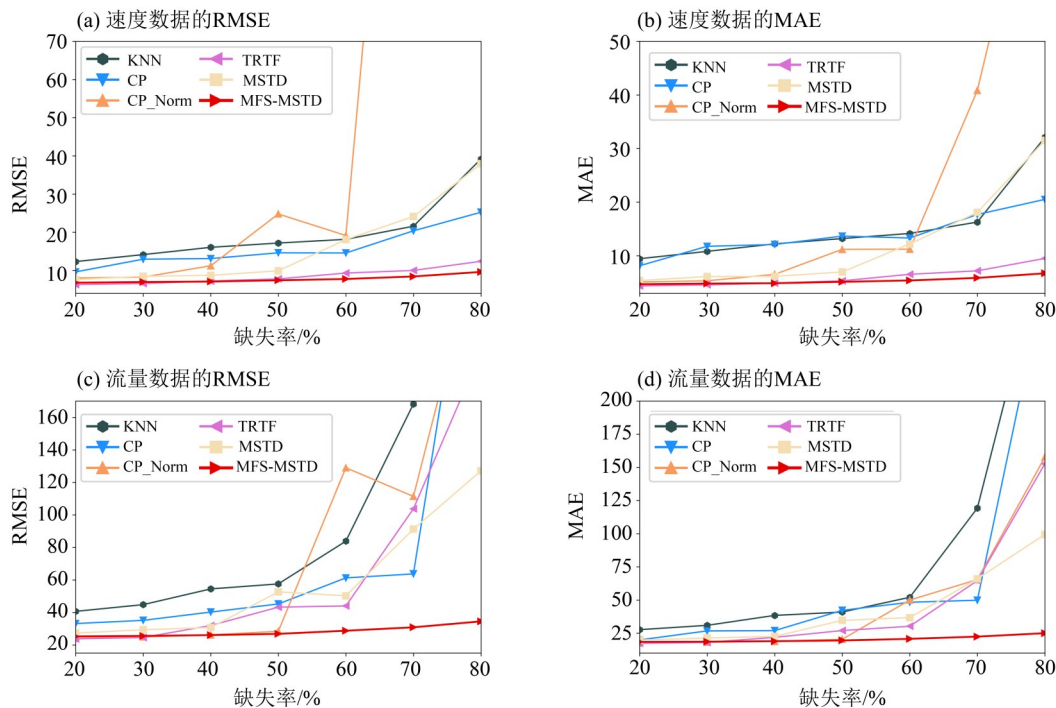 (a) 速度数据的RMSE
70
60
50
40
30
20
10
RMSE
KNN
CP
CP_Norm
TRTF
MSTD
MFS-MSTD
20 30 40 50 60 70 80
缺失率/%
(b) 速度数据的MAE
50
40
30
20
10
MAE
KNN
CP
CP_Norm
TRTF
MSTD
MFS-MSTD
20 30 40 50 60 70 80
缺失率/%
(c) 流量数据的RMSE
160
140
120
100
80
60
40
20
RMSE
KNN
CP
CP_Norm
TRTF
MSTD
MFS-MSTD
20 30 40 50 60 70 80
缺失率/%
(d) 流量数据的MAE
200
175
150
125
100
75
50
25
MAE
KNN
CP
CP_Norm
TRTF
MSTD
MFS-MSTD
20 30 40 50 60 70 80
缺失率/%